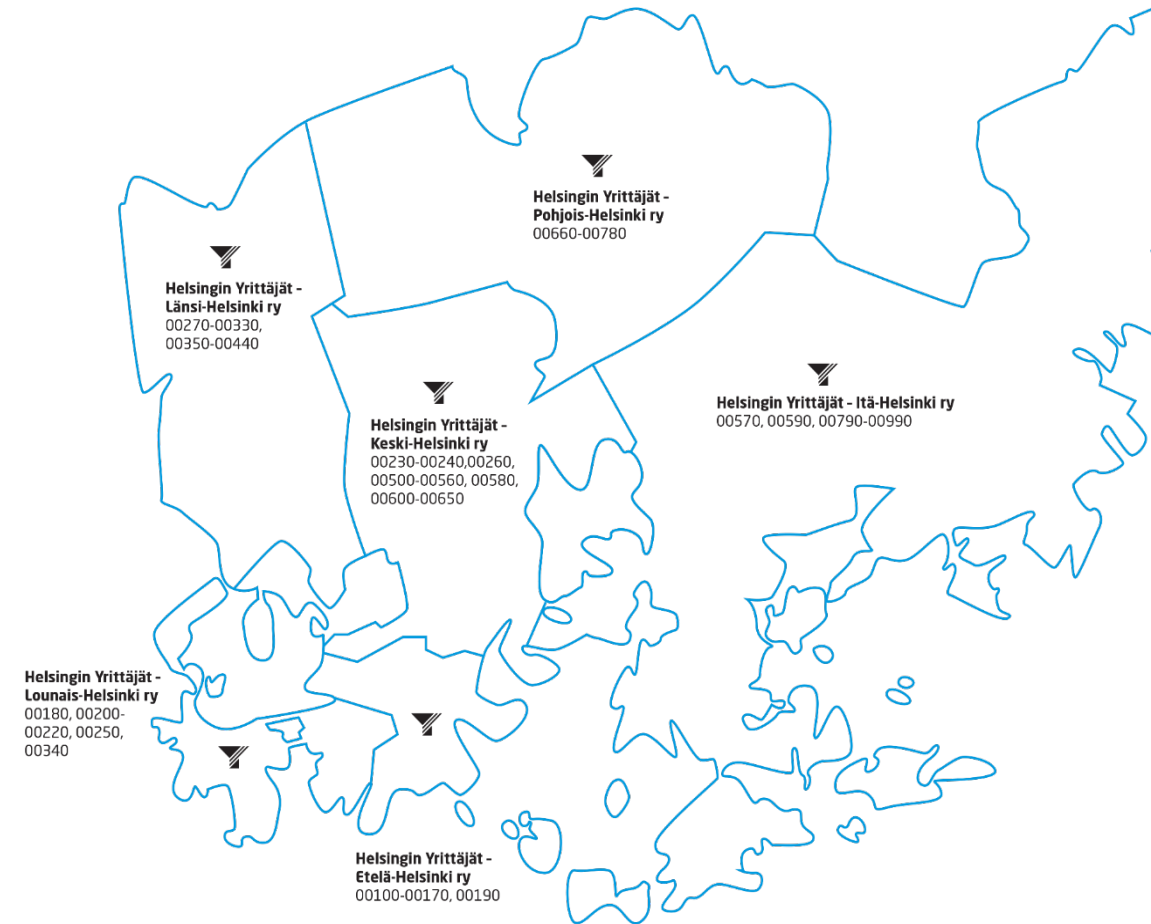 Helsingin Yrittäjät –
Pohjois-Helsinki ry
00660-00780
Helsingin Yrittäjät –
Länsi-Helsinki ry
00270-00330,
00350-00440
Helsingin Yrittäjät –
Keski-Helsinki ry
00230-00240,00260,
00500-00560, 00580,
00600-00650
Helsingin Yrittäjät – Itä-Helsinki ry
00570, 00590, 00790-00990
Helsingin Yrittäjät –
Lounais-Helsinki ry
00180, 00200-
00220, 00250,
00340
Helsingin Yrittäjät –
Etelä-Helsinki ry
00100-00170, 00190